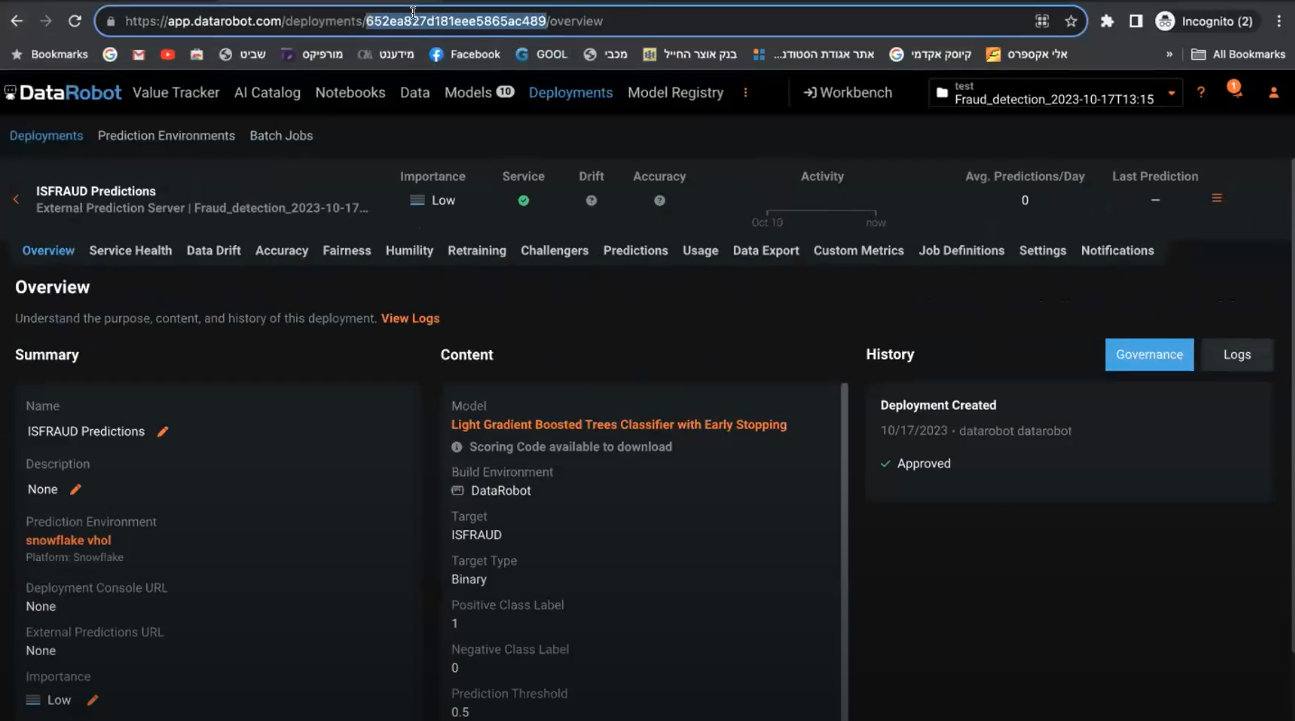 https://app.datarobot.com/deployments/652ea827d181eee5865ac489/overview
Incognito (2)
Bookmarks שביט מורפיקס מידענט Facebook GOOL מכבי בנק אוצר החייל אתר אגודת הסטודנ... קיוסק אקדמי אלי אקספרס » All Bookmarks
DataRobot Value Tracker AI Catalog Notebooks Data Models 10 Deployments Model Registry Workbench test ? 1
Fraud_detection_2023-10-17T13:15
Deployments Prediction Environments Batch Jobs
Importance Service Drift Accuracy Activity Avg. Predictions/Day Last Prediction
ISFRAUD Predictions
Low ? ? 0 —
External Prediction Server | Fraud_detection_2023-10-17...
Oct 10 now
Overview Service Health Data Drift Accuracy Fairness Humility Retraining Challengers Predictions Usage Data Export Custom Metrics Job Definitions Settings Notifications
Overview
Understand the purpose, content, and history of this deployment. View Logs
Summary
Name
ISFRAUD Predictions
Description
None
Prediction Environment
snowflake vhol
Platform: Snowflake
Deployment Console URL
None
External Predictions URL
None
Importance
Low
Content
Model
Light Gradient Boosted Trees Classifier with Early Stopping
Scoring Code available to download
Build Environment
DataRobot
Target
ISFRAUD
Target Type
Binary
Positive Class Label
1
Negative Class Label
0
Prediction Threshold
0.5
History
Governance Logs
Deployment Created
10/17/2023 · datarobot datarobot
Approved